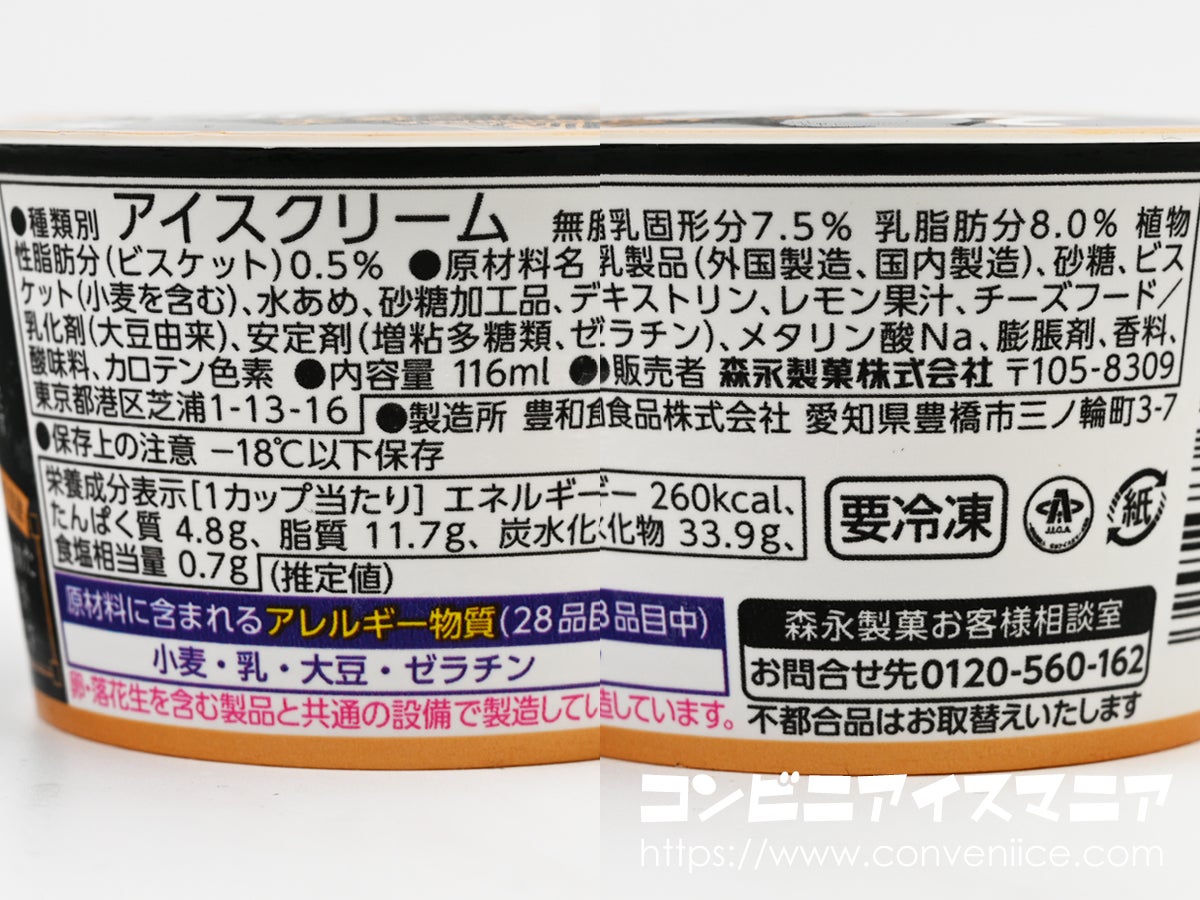 ●種類別 アイスクリーム 無脂乳固形分7.5% 乳脂肪分8.0% 植物
性脂肪分(ビスケット)0.5% ●原材料名 乳製品(外国製造、国内製造)、砂糖、ビス
ケット(小麦を含む)、水あめ、砂糖加工品、デキストリン、レモン果汁、チーズフード/
乳化剤(大豆由来)、安定剤(増粘多糖類、ゼラチン)、メタリン酸Na、膨脹剤、香料、
酸味料、カロテン色素 ●内容量 116ml ●販売者 森永製菓株式会社 〒105-8309
東京都港区芝浦1-13-16 ●製造所 豊和食品株式会社 愛知県豊橋市三ノ輪町3-7
●保存上の注意 −18℃以下保存
栄養成分表示[1カップ当たり] エネルギー 260kcal、
たんぱく質 4.8g、脂質 11.7g、炭水化物 33.9g、
食塩相当量 0.7g (推定値)
要冷凍
J.I.C.A.
紙
原材料に含まれるアレルギー物質(28品目中)
小麦・乳・大豆・ゼラチン
卵・落花生を含む製品と共通の設備で製造しています。
森永製菓お客様相談室
お問合せ先0120-560-162
不都合品はお取替えいたします
コンビニアイスマニア
https://www.conveniice.com